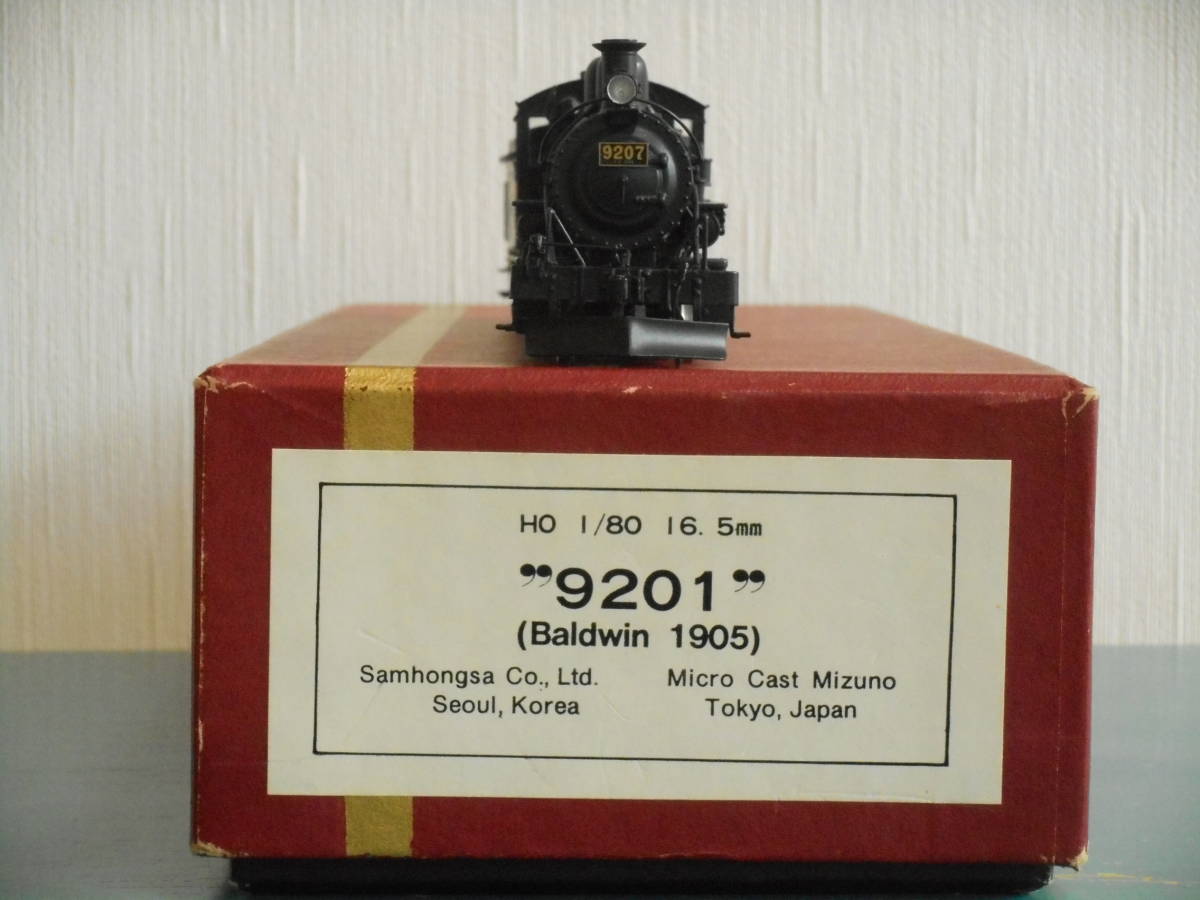 9207
HO 1/80 16.5mm
”9201”
(Baldwin 1905)
Samhongsa Co., Ltd. Micro Cast Mizuno
Seoul, Korea Tokyo, Japan